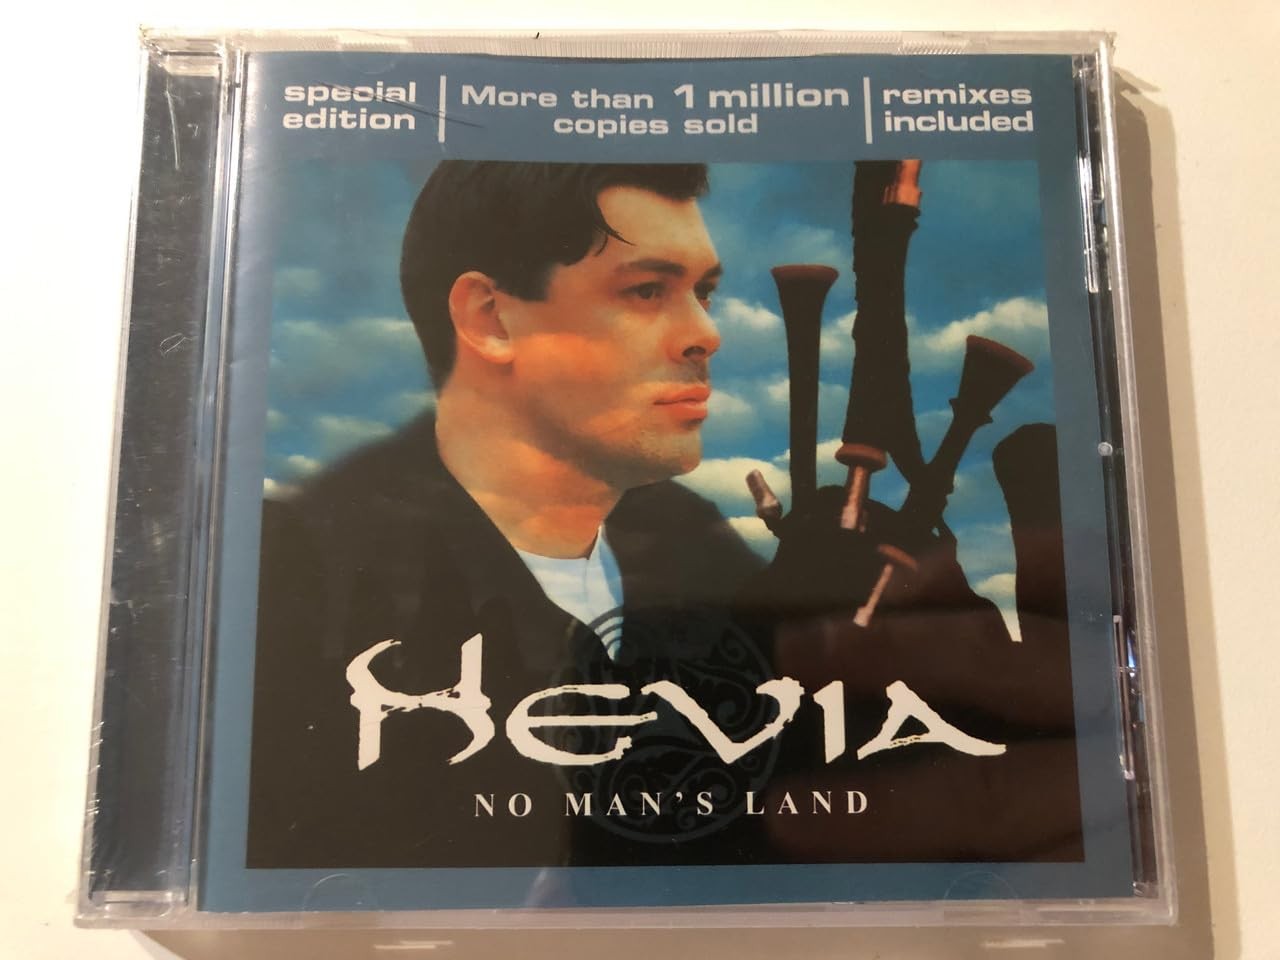 special edition
More than 1 million copies sold
remixes included
HEVIA
NO MAN'S LAND